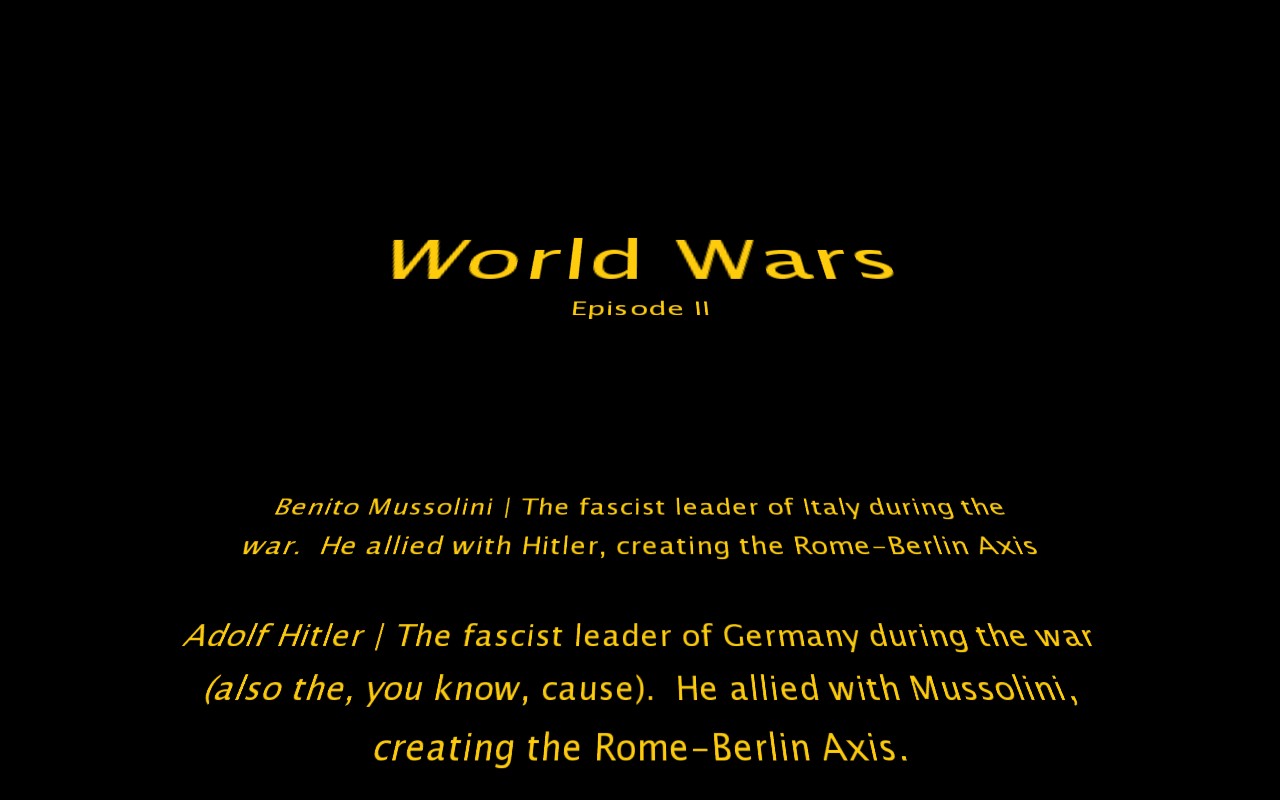 World Wars
Episode II
Benito Mussolini | The fascist leader of Italy during the
war.  He allied with Hitler, creating the Rome-Berlin Axis
Adolf Hitler | The fascist leader of Germany during the war
(also the, you know, cause).  He allied with Mussolini,
creating the Rome-Berlin Axis.